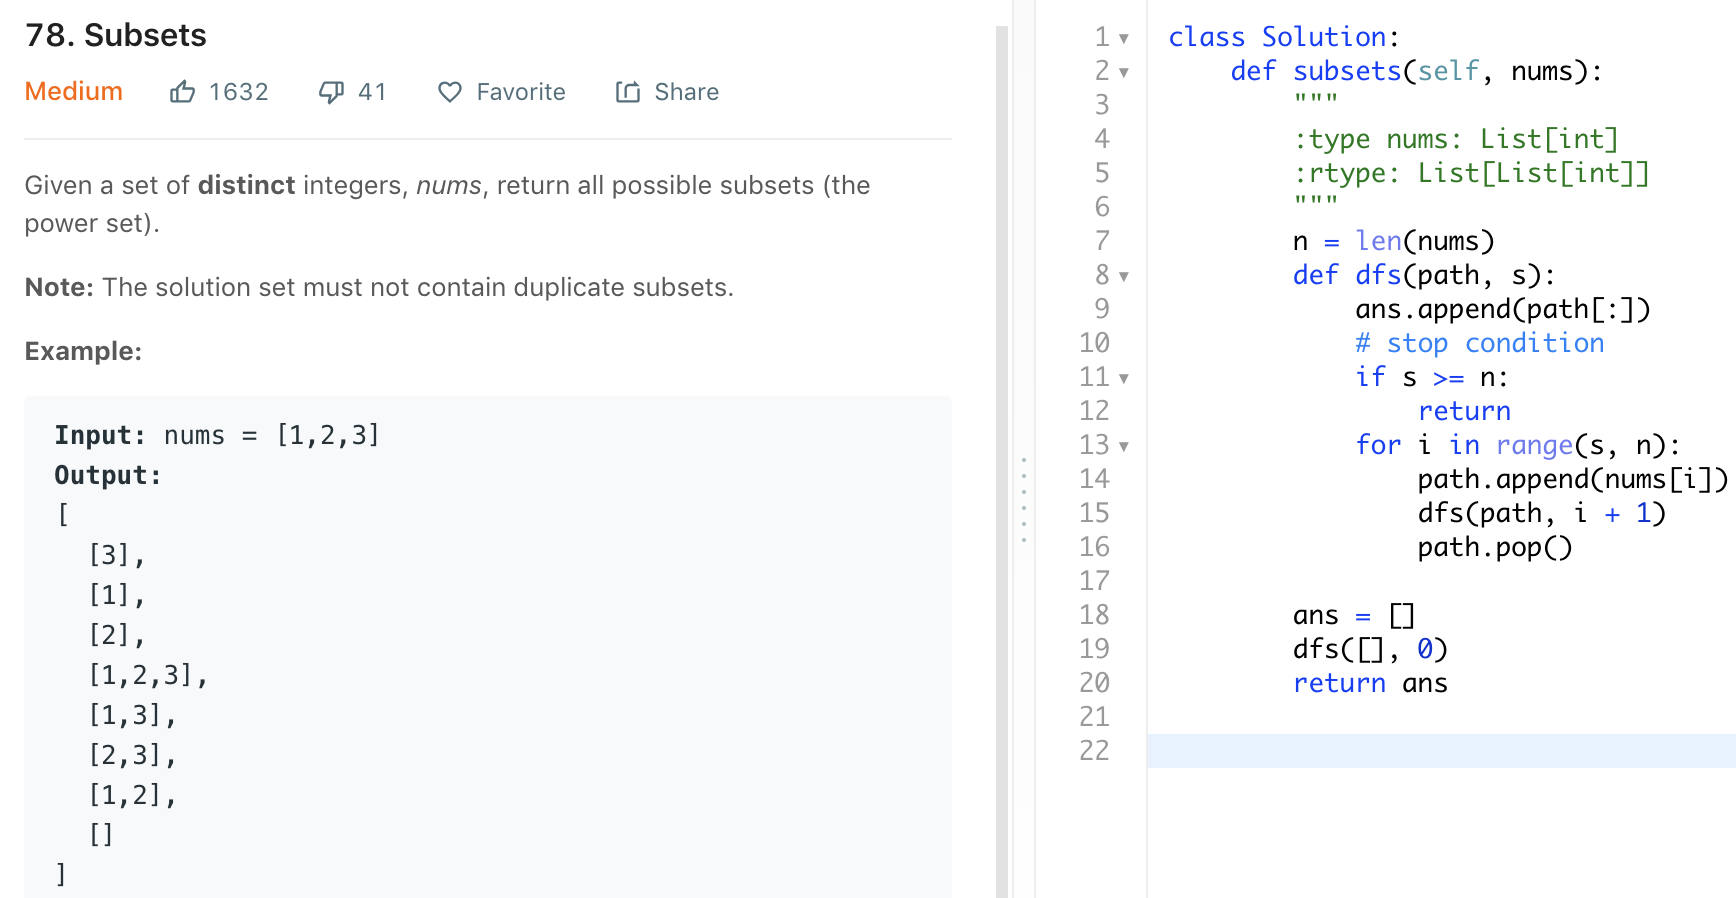 78. Subsets
Medium 1632 41 Favorite Share
Given a set of distinct integers, nums, return all possible subsets (the
power set).
Note: The solution set must not contain duplicate subsets.
Example:
Input: nums = [1,2,3]
Output:
[
  [3],
  [1],
  [2],
  [1,2,3],
  [1,3],
  [2,3],
  [1,2],
  []
]
1 class Solution:
2     def subsets(self, nums):
3         """
4         :type nums: List[int]
5         :rtype: List[List[int]]
6         """
7         n = len(nums)
8         def dfs(path, s):
9             ans.append(path[:])
10             # stop condition
11             if s >= n:
12                 return
13             for i in range(s, n):
14                 path.append(nums[i])
15                 dfs(path, i + 1)
16                 path.pop()
17
18         ans = []
19         dfs([], 0)
20         return ans
21
22